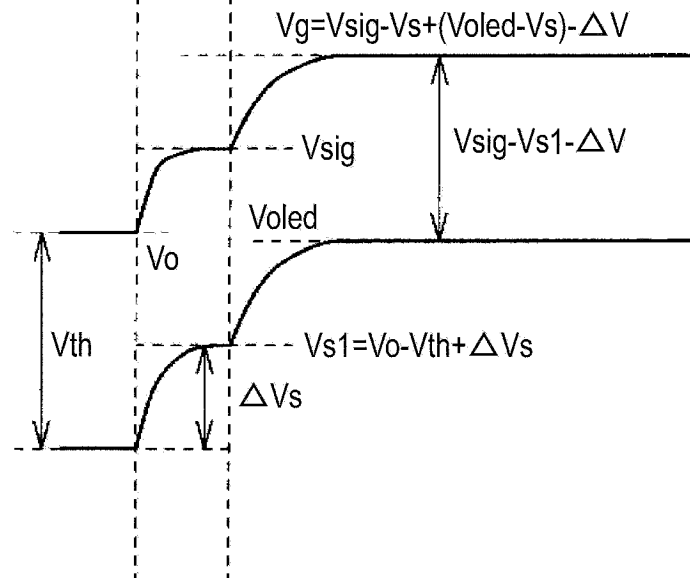 Vg=Vsig-Vs+(Voled-Vs)-△V
Vsig
Vsig-Vs1-△V
Voled
Vo
Vth
Vs1=Vo-Vth+△Vs
△Vs